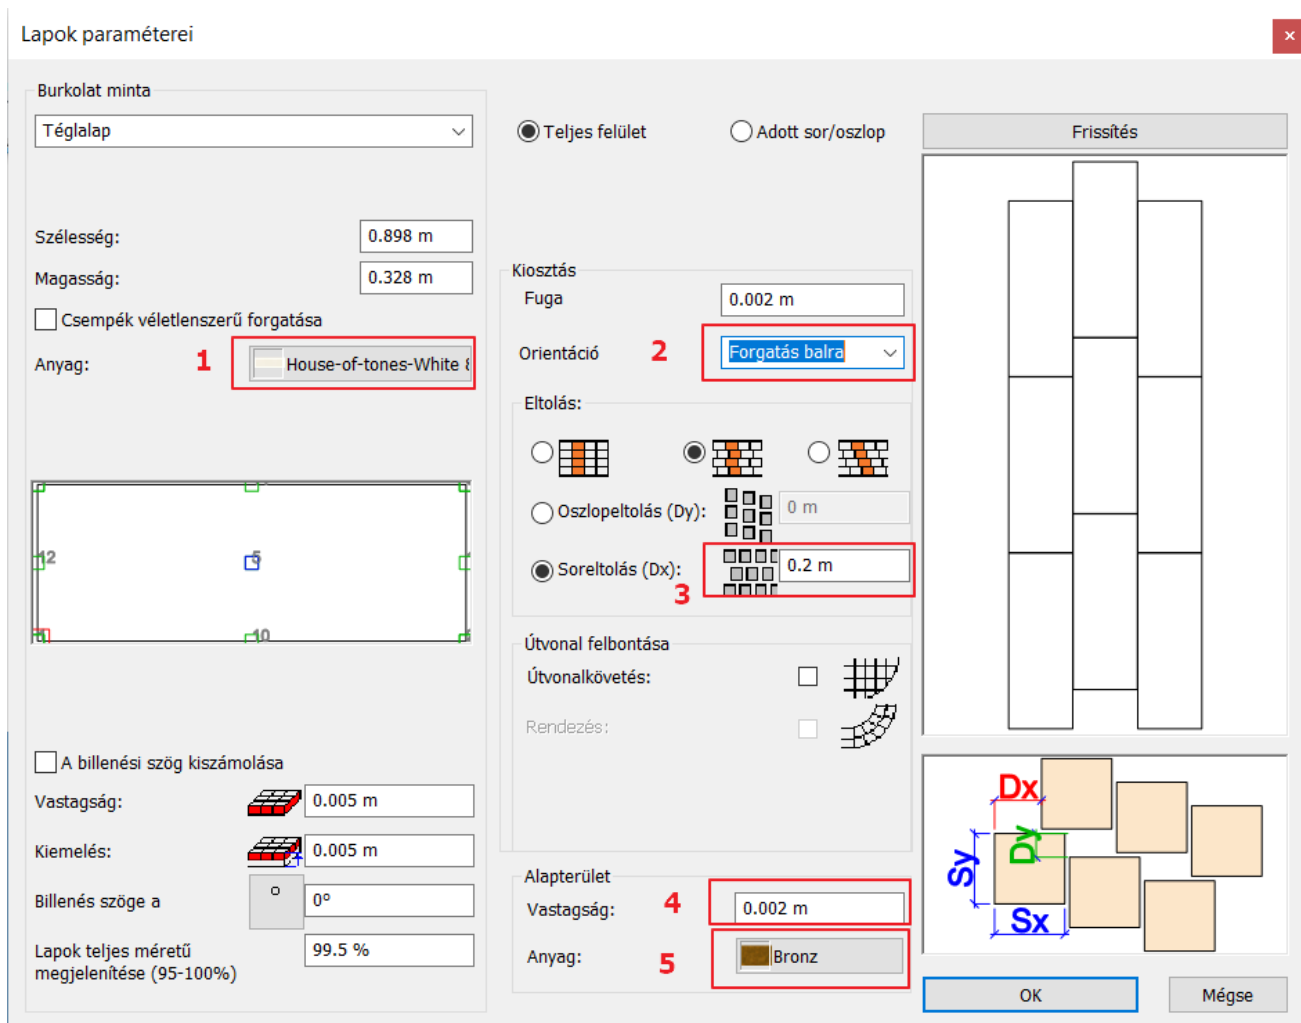 Lapok paraméterei
Burkolat minta
Téglalap
Teljes felület
Adott sor/oszlop
Frissítés
Szélesség:
0.898 m
Magasság:
0.328 m
Csempék véletlenszerű forgatása
Anyag:
1
House-of-tones-White
Kiosztás
Fuga
0.002 m
Orientáció
2
Forgatás balra
Eltolás:
Oszlopeltolás (Dy):
0 m
Soreltolás (Dx):
0.2 m
3
12
5
10
Útvonal felbontása
Útvonalkövetés:
Rendezés:
A billenési szög kiszámolása
Vastagság:
0.005 m
Kiemelés:
0.005 m
Billenés szöge a
0°
Lapok teljes méretű
megjelenítése (95-100%)
99.5 %
Alapterület
Vastagság:
4
0.002 m
Anyag:
5
Bronz
Dx
Dy
Sy
Sx
OK
Mégse